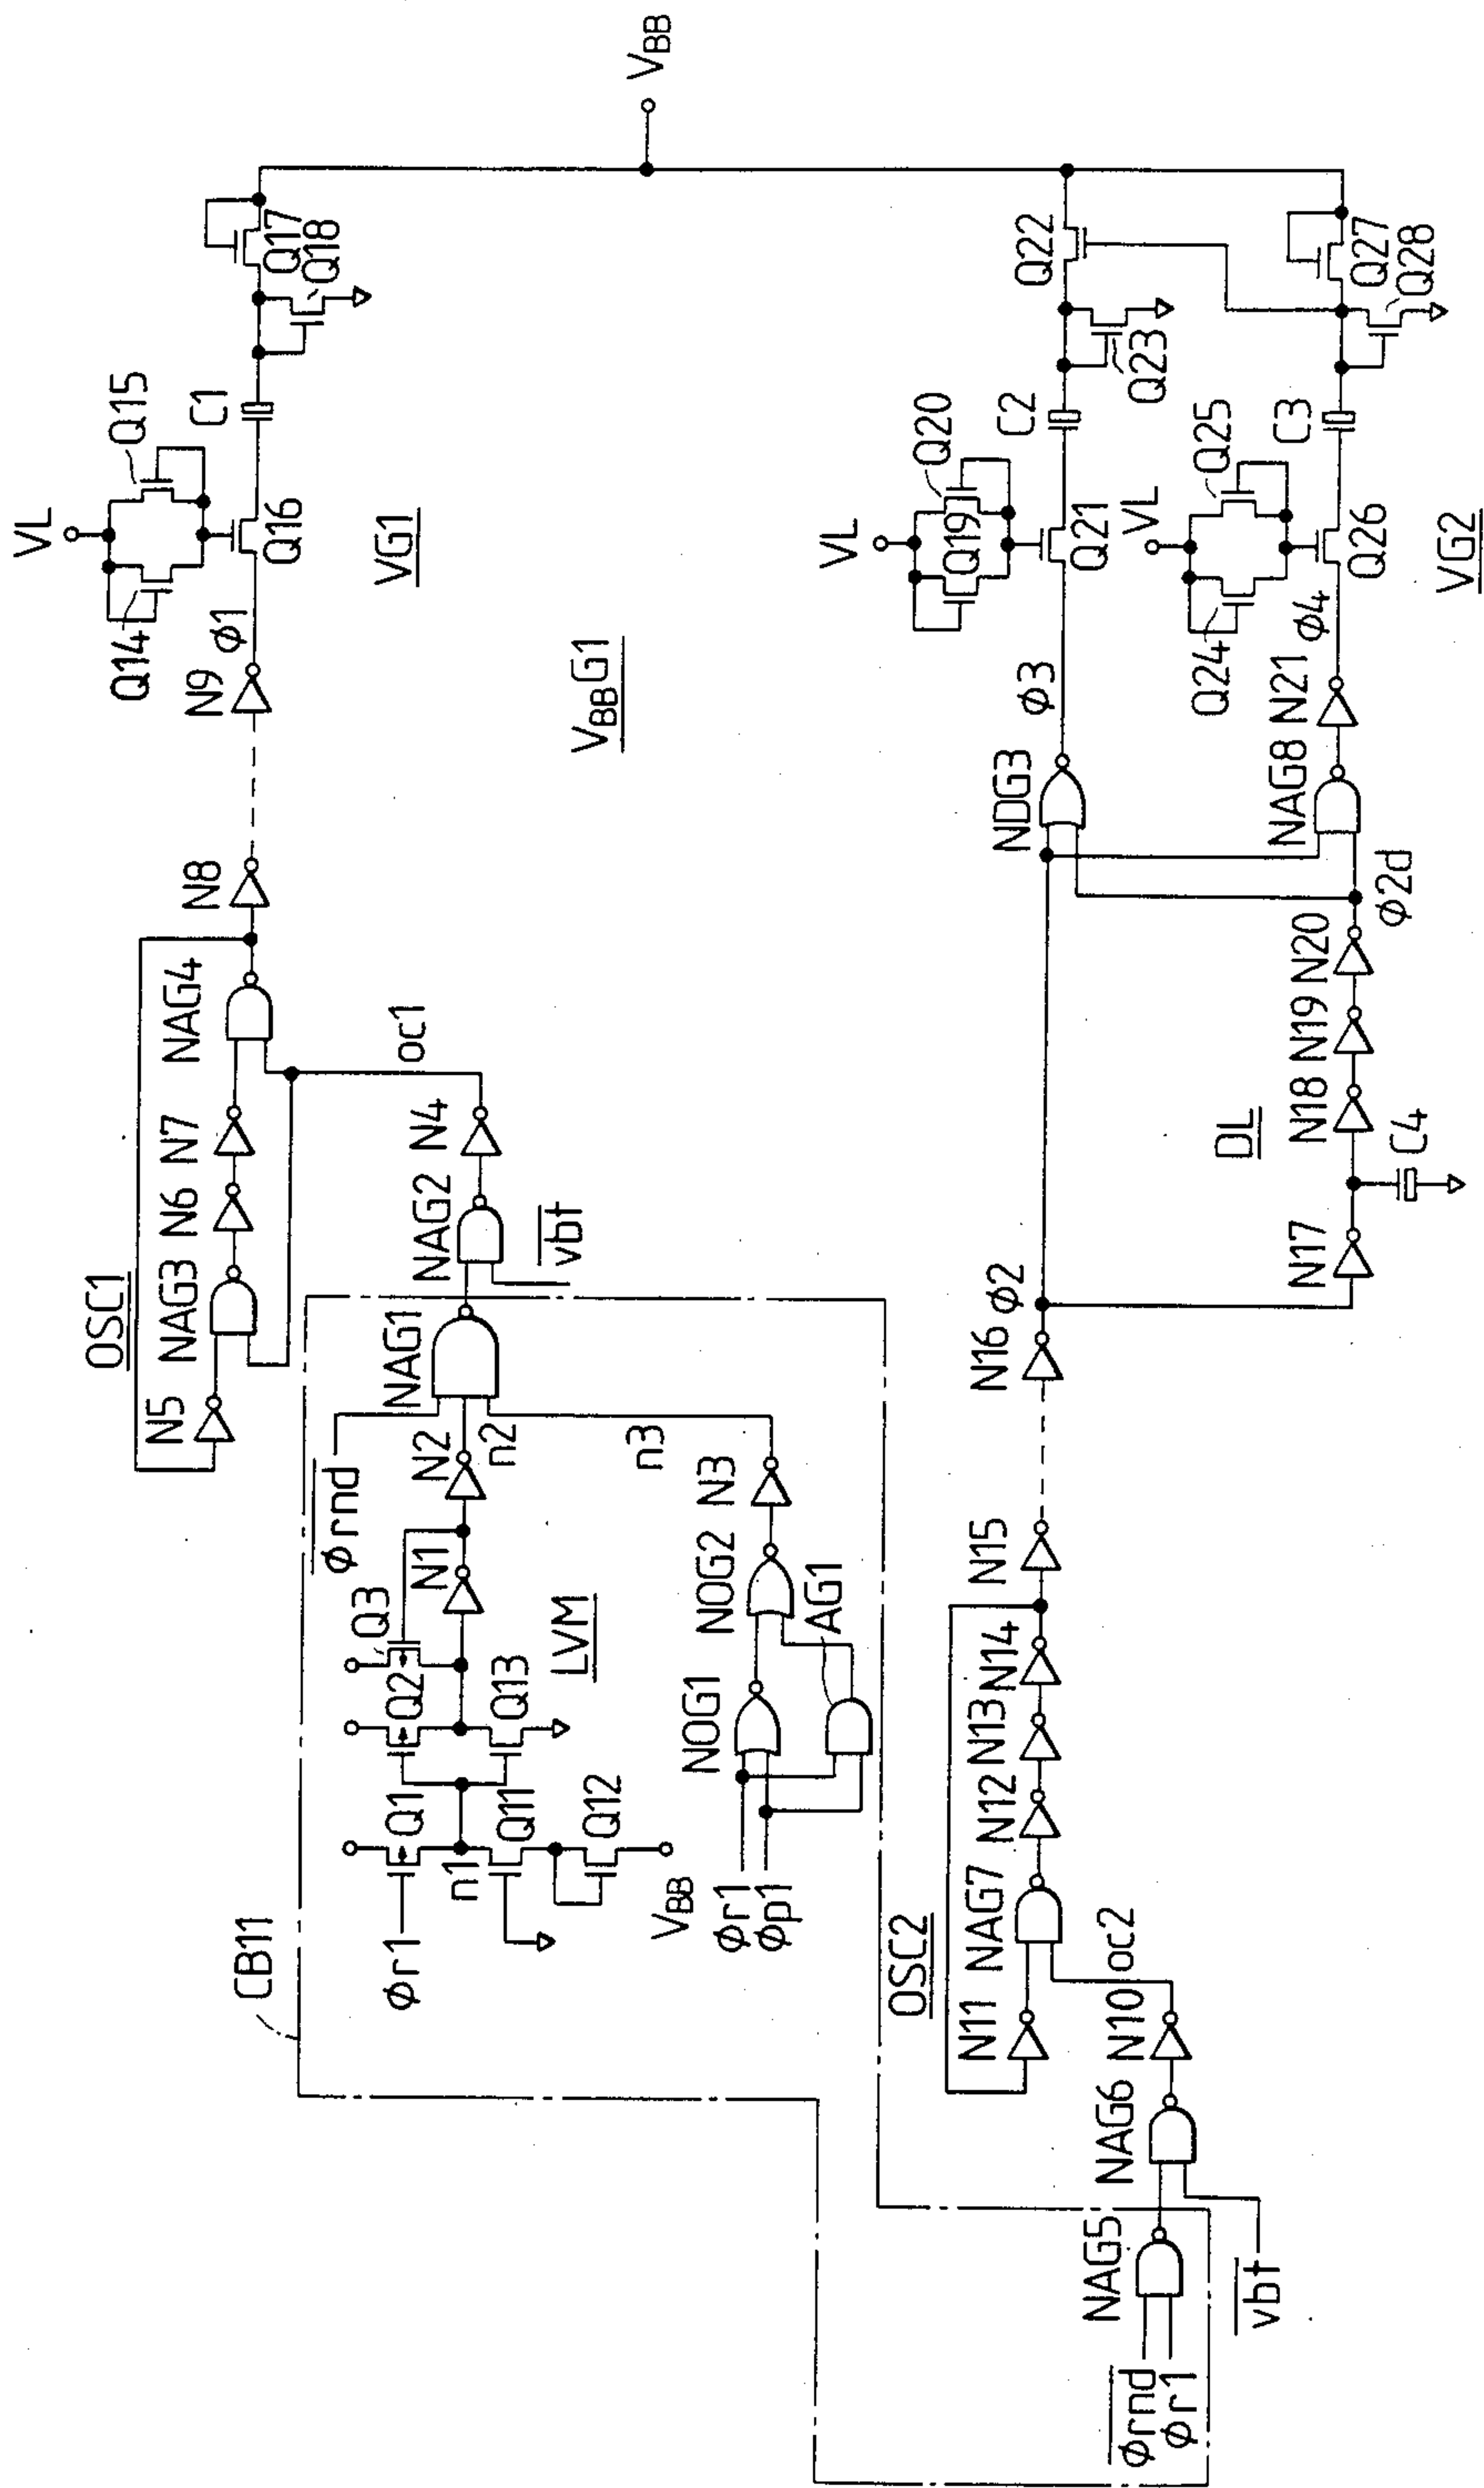 VL
Q14
Q15
C1
Q17
Q18
Q16
N9
φ1
VG1
N8
OSC1
N5
NAG3
N6
N7
NAG4
oc1
VBBG1
VBB
CB11
φr1
Q1
n1
Q11
Q12
VBB
Q2
Q3
Q13
N1
LVM
φrnd
N2
n2
NAG1
NAG2
N4
vbt
n3
φr1
φp1
NOG1
NOG2
N3
AG1
VL
Q19
Q20
Q21
C2
Q22
Q23
NDG3
φ3
OSC2
N11
NAG7
N12
N13
N14
N15
N16
φ2
oc2
φrnd
φr1
NAG5
NAG6
N10
vbt
DL
N17
C4
N18
N19
N20
φ2d
NAG8
N21
φ4
VL
Q24
Q25
Q26
C3
Q27
Q28
VG2